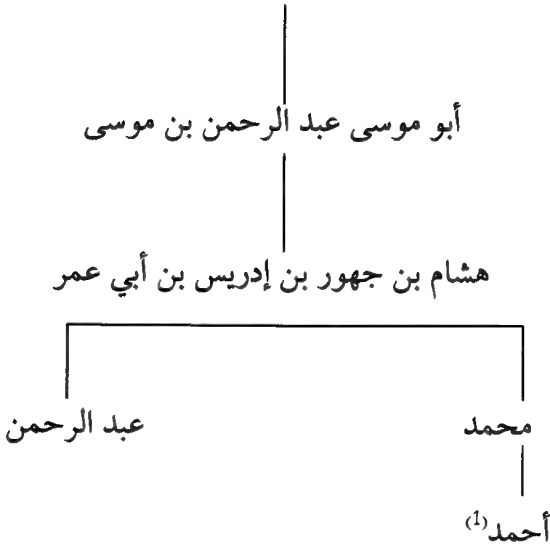 أبو موسى عبد الرحمن بن موسى
هشام بن جهور بن إدريس بن أبي عمر
محمد عبد الرحمن
أحمد(1)